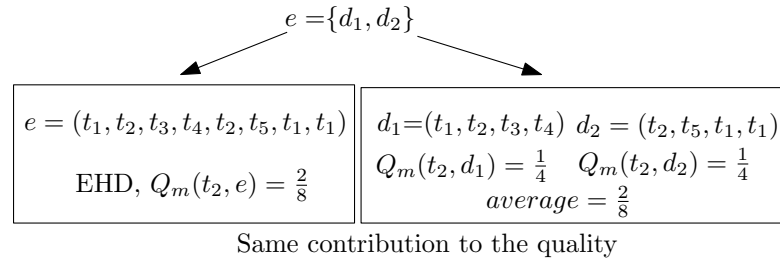 e ={d₁, d₂}
e = (t₁, t₂, t₃, t₄, t₂, t₅, t₁, t₁)
EHD, Qₘ(t₂, e) = 2/8
d₁=(t₁, t₂, t₃, t₄) d₂ = (t₂, t₅, t₁, t₁)
Qₘ(t₂, d₁) = 1/4 Qₘ(t₂, d₂) = 1/4
average = 2/8
Same contribution to the quality